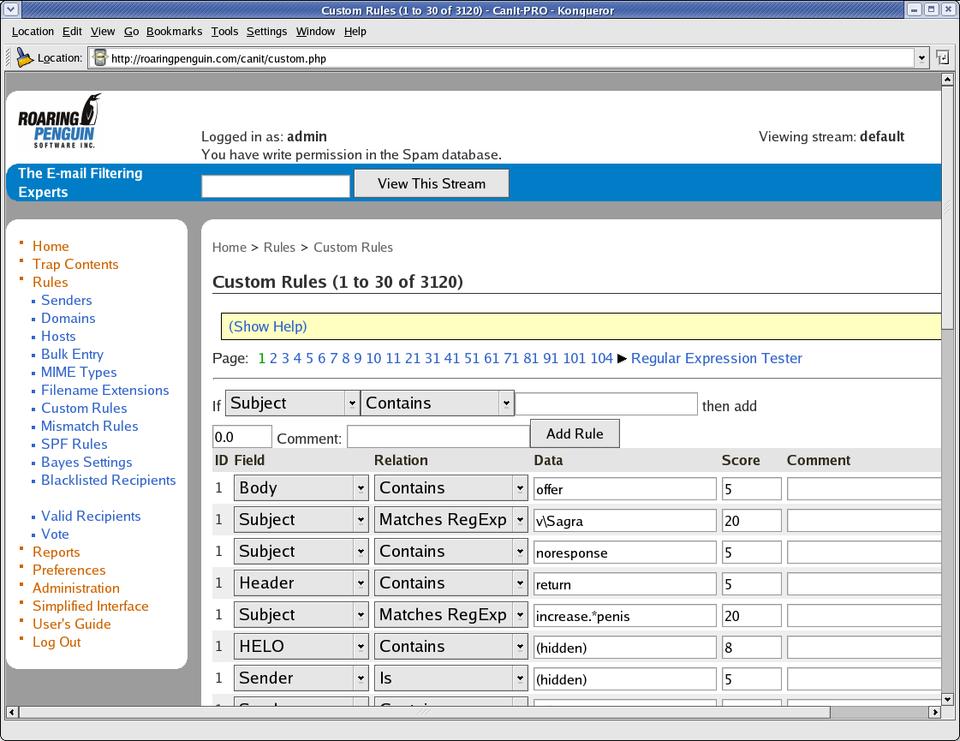 Custom Rules (1 to 30 of 3120) - CanIt-PRO - Konqueror
Location Edit View Go Bookmarks Tools Settings Window Help
Location: http://roaringpenguin.com/canit/custom.php
ROARING
PENGUIN
SOFTWARE INC.
Logged in as: admin
Viewing stream: default
You have write permission in the Spam database.
The E-mail Filtering
Experts
View This Stream
Home
Trap Contents
Rules
Senders
Domains
Hosts
Bulk Entry
MIME Types
Filename Extensions
Custom Rules
Mismatch Rules
SPF Rules
Bayes Settings
Blacklisted Recipients
Valid Recipients
Vote
Reports
Preferences
Administration
Simplified Interface
User's Guide
Log Out
Home > Rules > Custom Rules
Custom Rules (1 to 30 of 3120)
(Show Help)
Page: 1 2 3 4 5 6 7 8 9 10 11 21 31 41 51 61 71 81 91 101 104 ▶ Regular Expression Tester
If Subject Contains then add
0.0 Comment: Add Rule
ID Field Relation Data Score Comment
1 Body Contains offer 5
1 Subject Matches RegExp v\Sagra 20
1 Subject Contains noresponse 5
1 Header Contains return 5
1 Subject Matches RegExp increase.*penis 20
1 HELO Contains (hidden) 8
1 Sender Is (hidden) 5